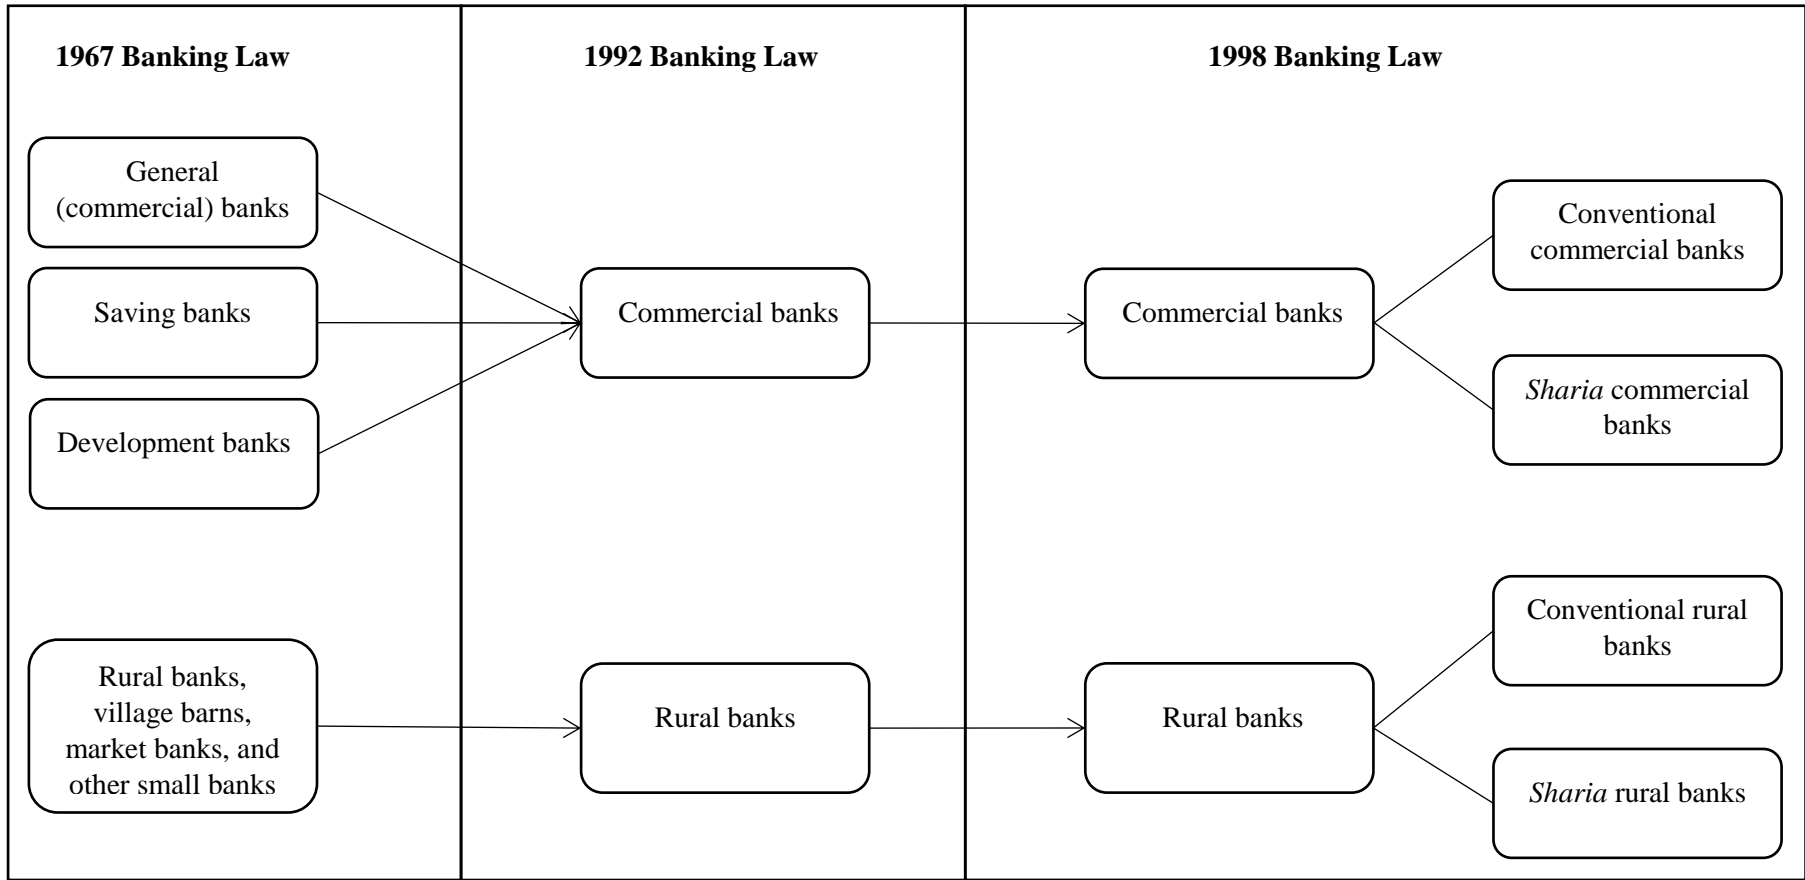 1967 Banking Law
1992 Banking Law
1998 Banking Law
General
(commercial) banks
Saving banks
Development banks
Rural banks,
village barns,
market banks, and
other small banks
Commercial banks
Rural banks
Commercial banks
Rural banks
Conventional
commercial banks
Sharia commercial
banks
Conventional rural
banks
Sharia rural banks